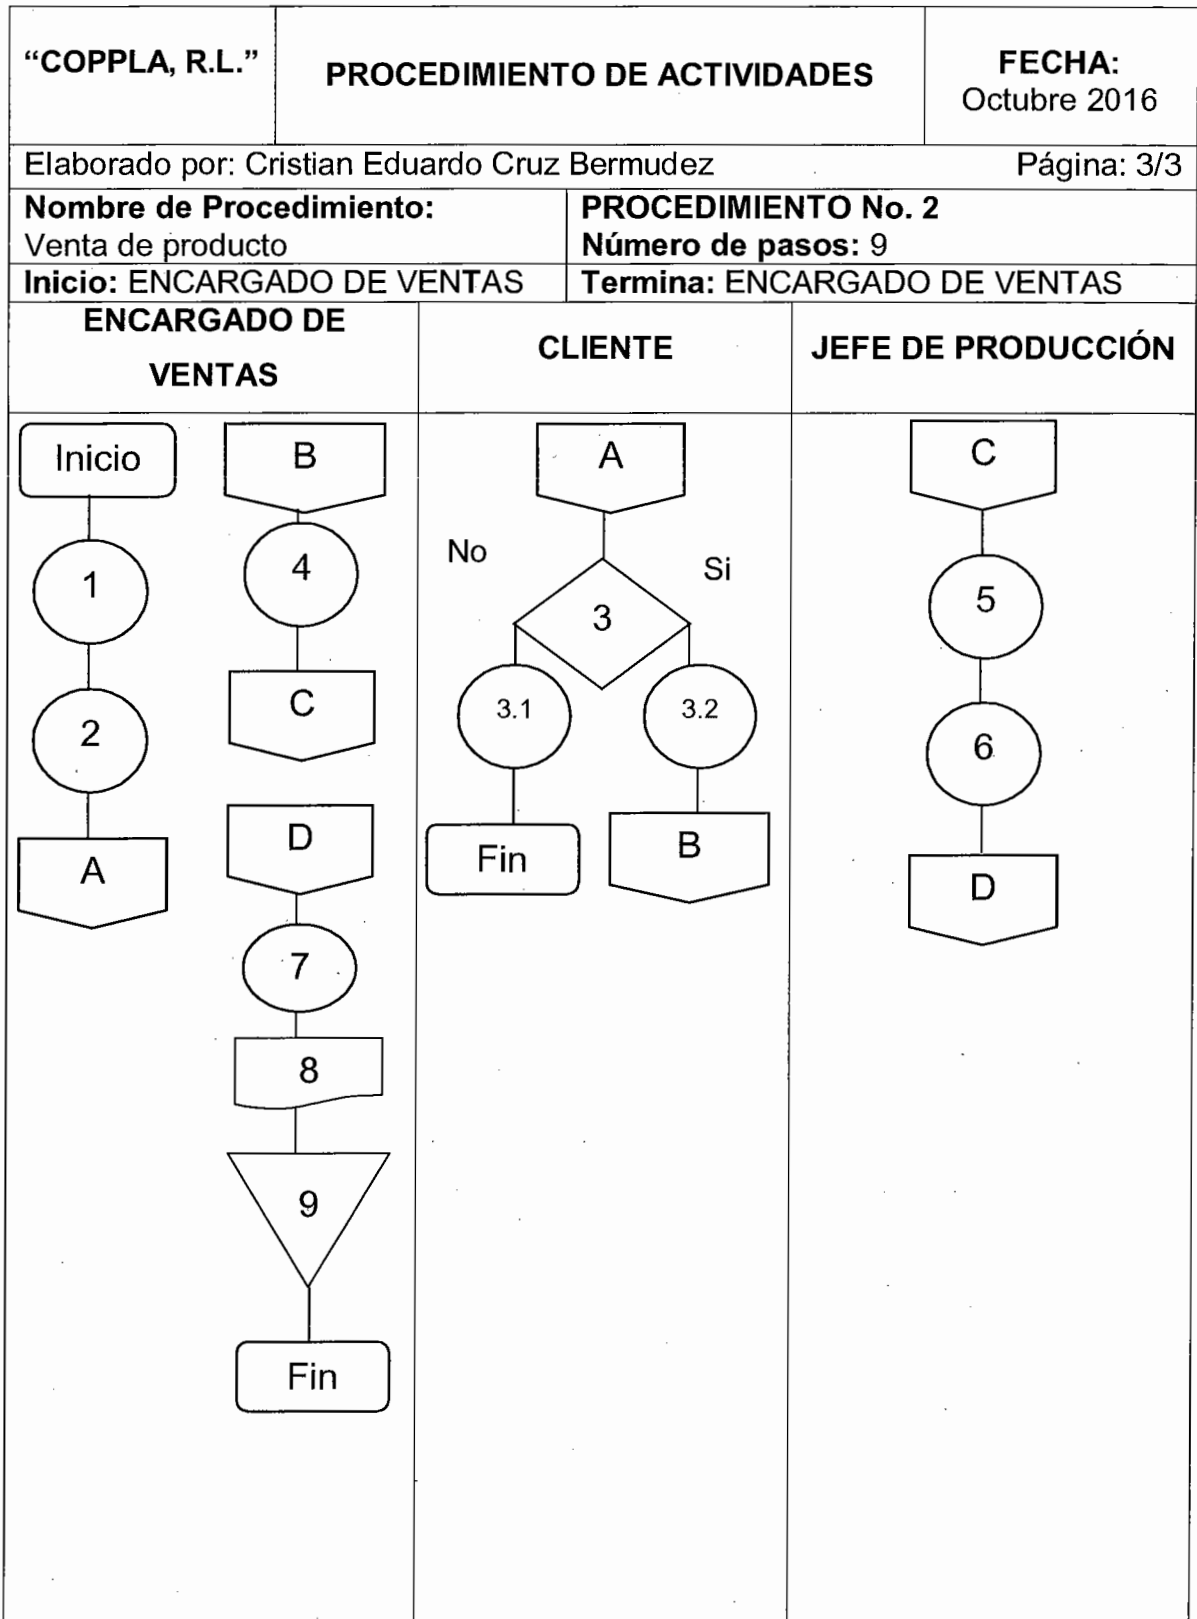 “COPPLA, R.L.”
PROCEDIMIENTO DE ACTIVIDADES
FECHA:
Octubre 2016
Elaborado por: Cristian Eduardo Cruz Bermudez
Página: 3/3
Nombre de Procedimiento:
Venta de producto
PROCEDIMIENTO No. 2
Número de pasos: 9
Inicio: ENCARGADO DE VENTAS
Termina: ENCARGADO DE VENTAS
ENCARGADO DE
VENTAS
CLIENTE
JEFE DE PRODUCCIÓN
Inicio
1
2
A
B
4
C
D
7
8
9
Fin
A
No
Si
3
3.1
3.2
Fin
B
C
5
6
D